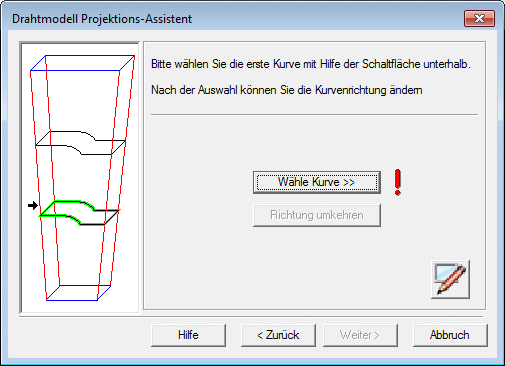 Drahtmodell Projektions-Assistent
Bitte wählen Sie die erste Kurve mit Hilfe der Schaltfläche unterhalb.
Nach der Auswahl können Sie die Kurvenrichtung ändern
Wähle Kurve >>
Richtung umkehren
Hilfe
< Zurück
Weiter >
Abbruch